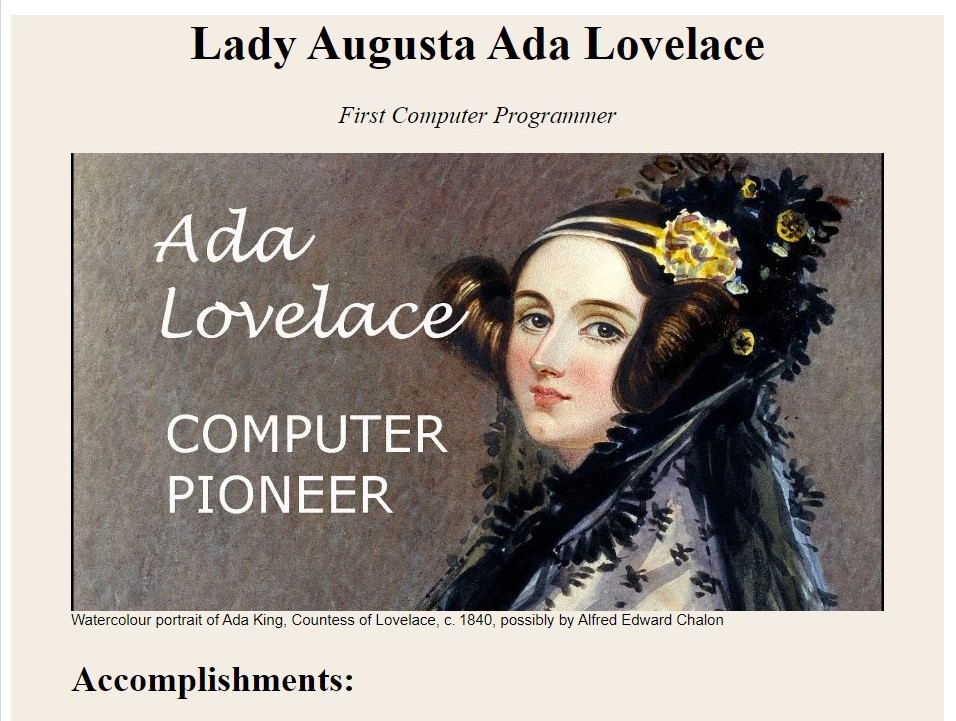 Lady Augusta Ada Lovelace
First Computer Programmer
Ada
Lovelace
COMPUTER
PIONEER
Watercolour portrait of Ada King, Countess of Lovelace, c. 1840, possibly by Alfred Edward Chalon
Accomplishments: